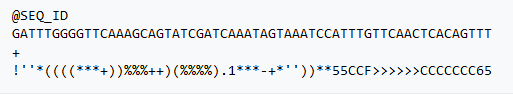 @SEQ_ID
GATTTGGGGTTCAAAGCAGTATCGATCAAATAGTAAATCCATTTGTTCAACTCACAGTTT
+
!''*((((***+))%%%++)(%%%%).1***-+*''))**55CCF>>>>>>CCCCCCC65